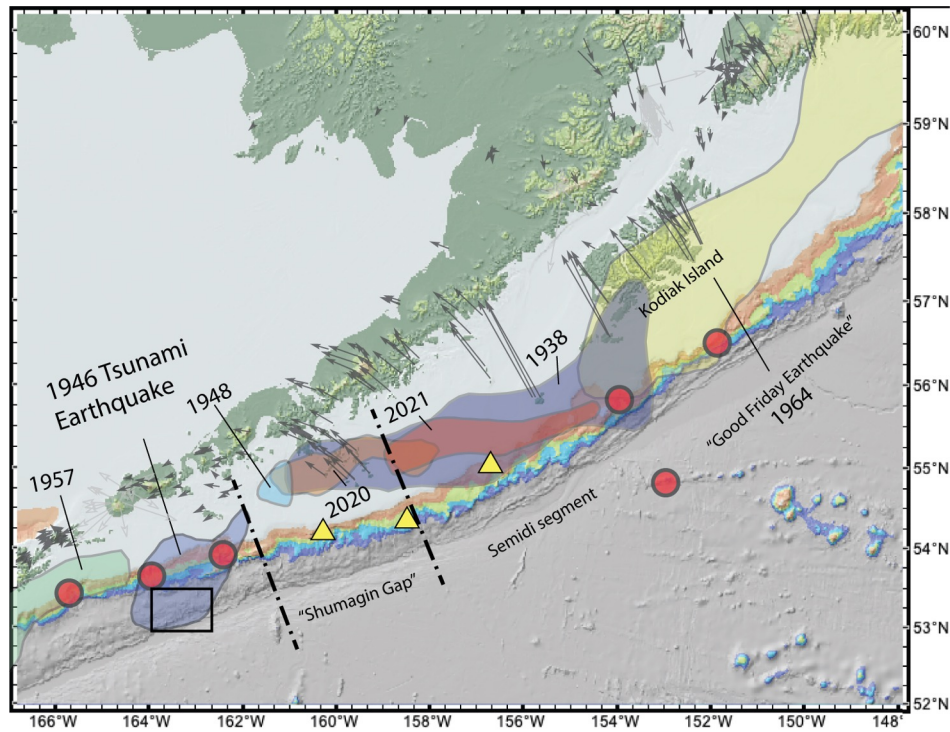 60°N
59°N
58°N
57°N
56°N
55°N
54°N
53°N
52°N
Kodiak Island
1938
1946 Tsunami
Earthquake
1948
2021
"Good Friday Earthquake"
1964
1957
2020
Semidi segment
"Shumagin Gap"
166°W
164°W
162°W
160°W
158°W
156°W
154°W
152°W
150°W
148°